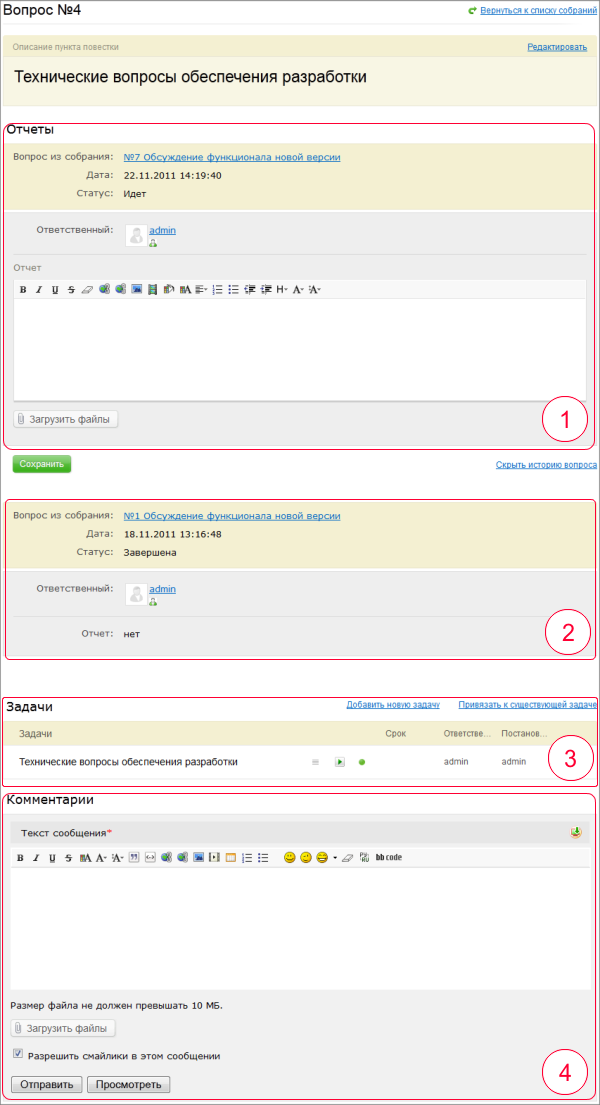 Вопрос №4
Вернуться к списку собраний
Описание пункта повестки
Редактировать
Технические вопросы обеспечения разработки
Отчеты
Вопрос из собрания: №7 Обсуждение функционала новой версии
Дата: 22.11.2011 14:19:40
Статус: Идет
Ответственный: admin
Отчет
B I U S
Загрузить файлы
1
Сохранить
Скрыть историю вопроса
Вопрос из собрания: №1 Обсуждение функционала новой версии
Дата: 18.11.2011 13:16:48
Статус: Завершена
Ответственный: admin
Отчет: нет
2
Задачи
Добавить новую задачу
Привязать к существующей задаче
Задачи Срок Ответстве... Постанов...
Технические вопросы обеспечения разработки admin admin
3
Комментарии
Текст сообщения*
B I U S bb code
Размер файла не должен превышать 10 МБ.
Загрузить файлы
Разрешить смайлики в этом сообщении
Отправить Просмотреть
4